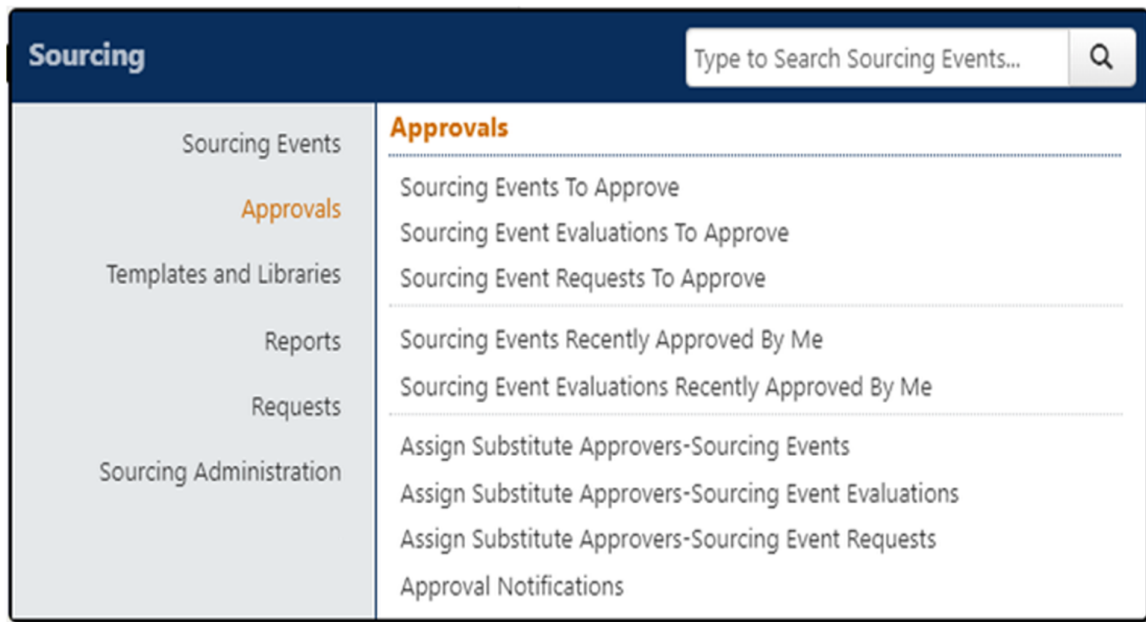 Sourcing
Type to Search Sourcing Events...
Sourcing Events
Approvals
Templates and Libraries
Reports
Requests
Sourcing Administration
Approvals
Sourcing Events To Approve
Sourcing Event Evaluations To Approve
Sourcing Event Requests To Approve
Sourcing Events Recently Approved By Me
Sourcing Event Evaluations Recently Approved By Me
Assign Substitute Approvers-Sourcing Events
Assign Substitute Approvers-Sourcing Event Evaluations
Assign Substitute Approvers-Sourcing Event Requests
Approval Notifications